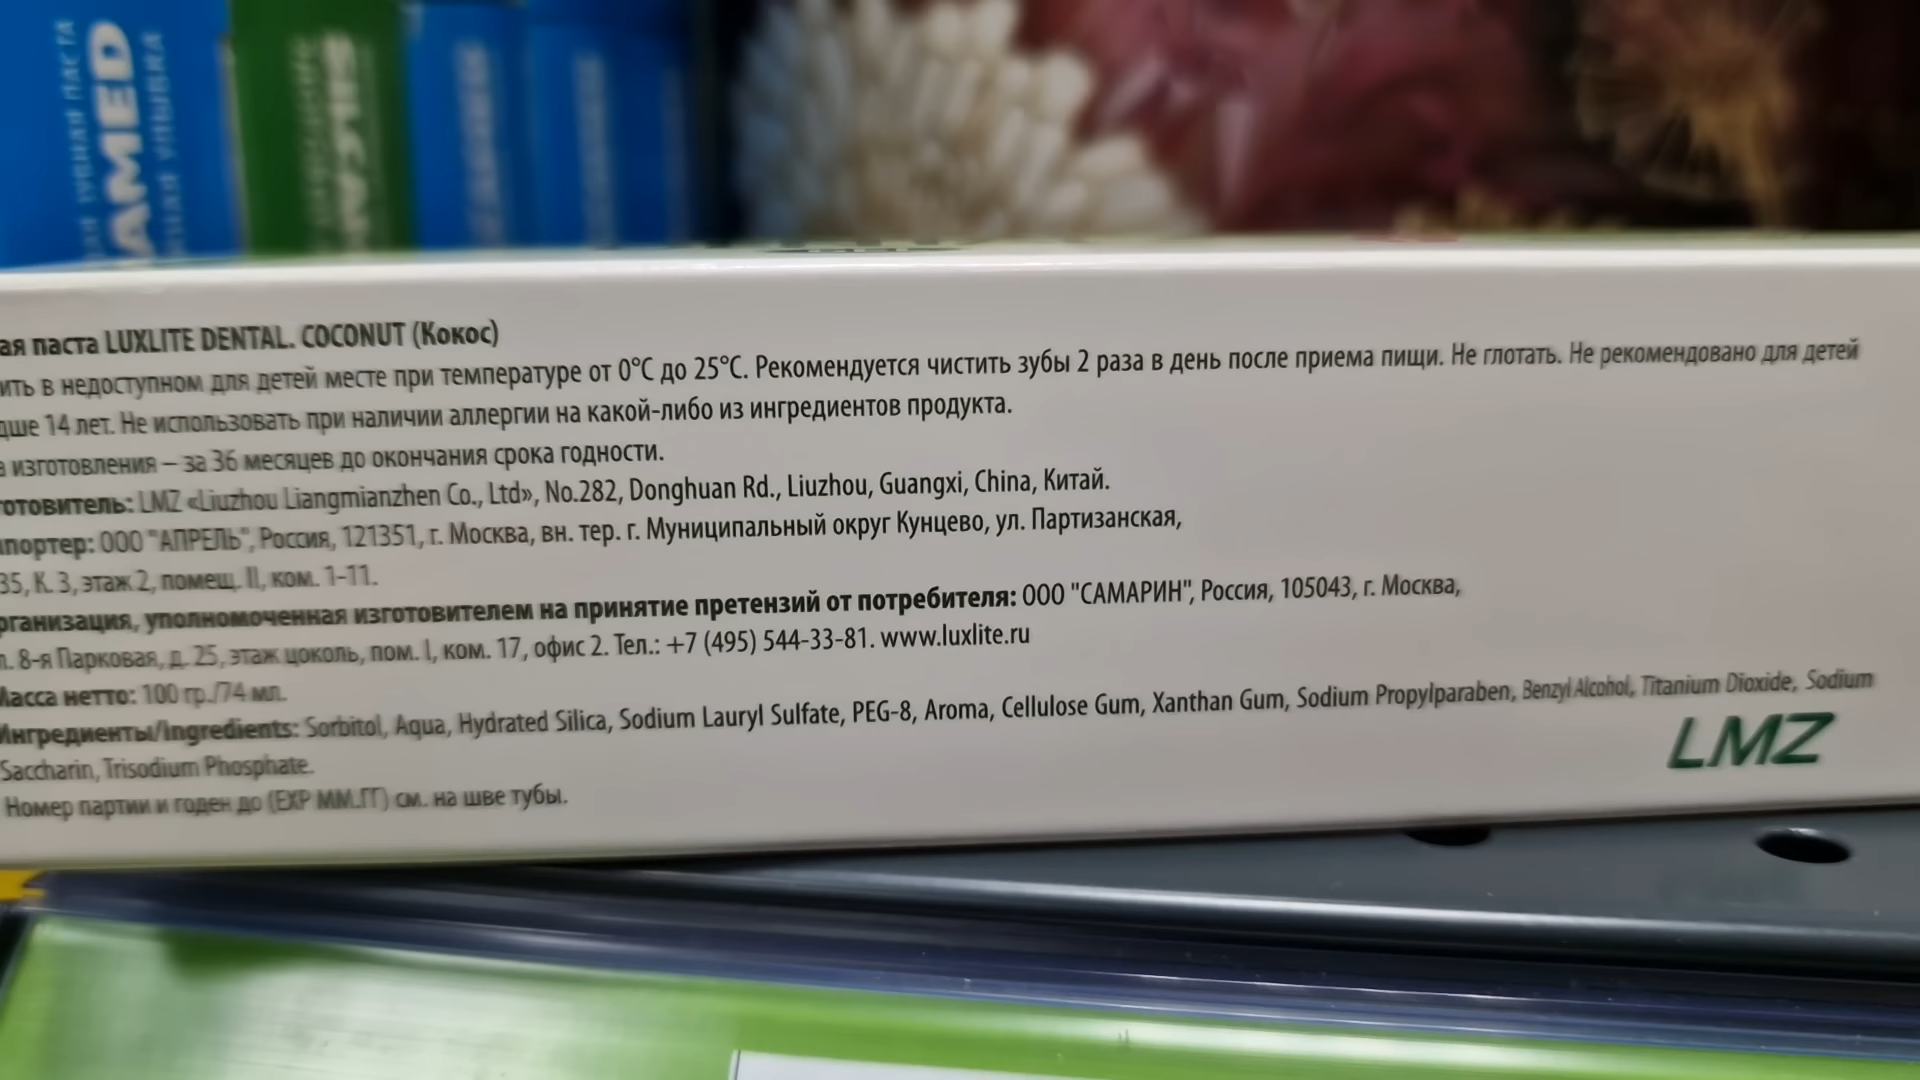 АЯ ПАСТА
AMED
ЬНАЯ УЛЫБКА
ая паста LUXLITE DENTAL. COCONUT (Кокос)
ить в недоступном для детей месте при температуре от 0°C до 25°C. Рекомендуется чистить зубы 2 раза в день после приема пищи. Не глотать. Не рекомендовано для детей
дше 14 лет. Не использовать при наличии аллергии на какой-либо из ингредиентов продукта.
а изготовления – за 36 месяцев до окончания срока годности.
готовитель: LMZ «Liuzhou Liangmianzhen Co., Ltd», No.282, Donghuan Rd., Liuzhou, Guangxi, China, Китай.
мпортер: ООО "АПРЕЛЬ", Россия, 121351, г. Москва, вн. тер. г. Муниципальный округ Кунцево, ул. Партизанская,
35, К. 3, этаж 2, помещ. II, ком. 1-11.
рганизация, уполномоченная изготовителем на принятие претензий от потребителя: ООО "САМАРИН", Россия, 105043, г. Москва,
л. 8-я Парковая, д. 25, этаж цоколь, пом. I, ком. 17, офис 2. Тел.: +7 (495) 544-33-81. www.luxlite.ru
Масса нетто: 100 гр./74 мл.
Ингредиенты/Ingredients: Sorbitol, Aqua, Hydrated Silica, Sodium Lauryl Sulfate, PEG-8, Aroma, Cellulose Gum, Xanthan Gum, Sodium Propylparaben, Benzyl Alcohol, Titanium Dioxide, Sodium
Saccharin, Trisodium Phosphate.
Номер партии и годен до (EXP ММ.ГГ) см. на шве тубы.
LMZ